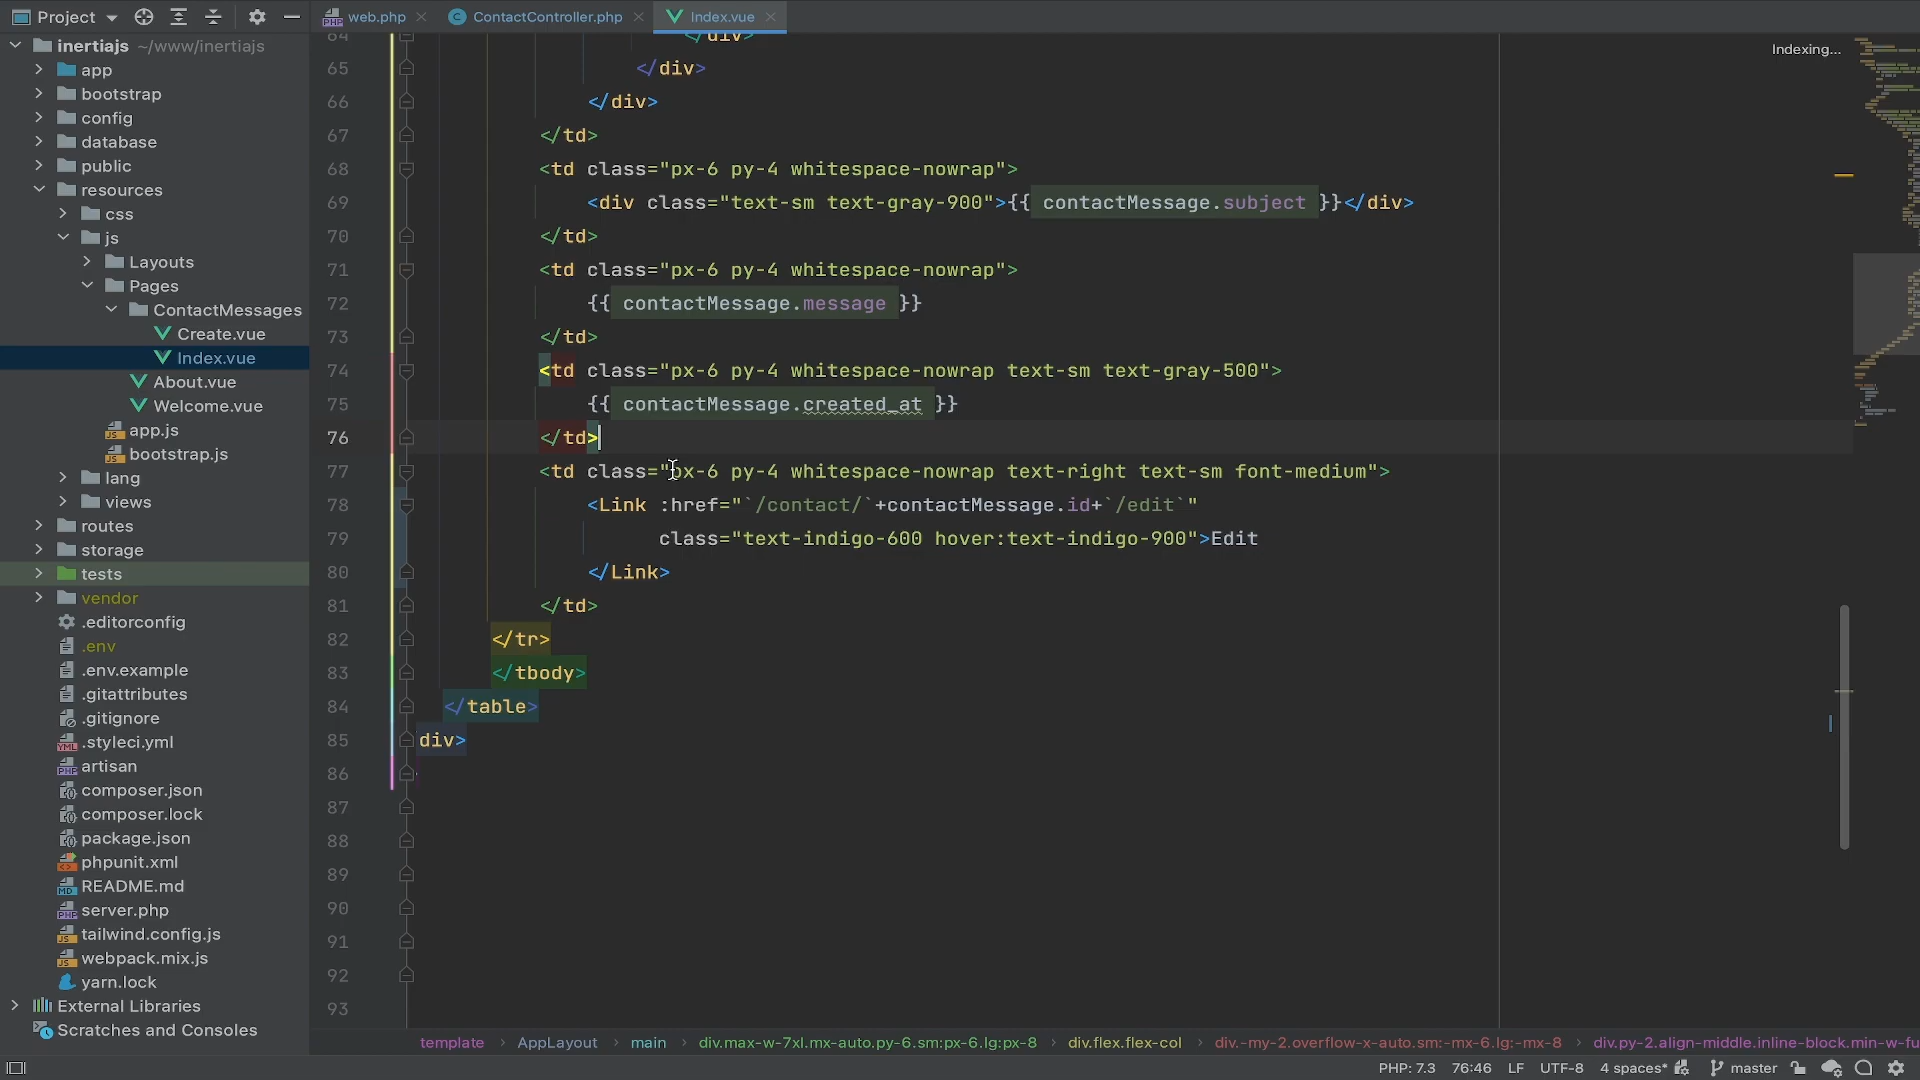 Project
web.php
ContactController.php
Index.vue
inertiajs ~/www/inertiajs
app
bootstrap
config
database
public
resources
css
js
Layouts
Pages
ContactMessages
Create.vue
Index.vue
About.vue
Welcome.vue
app.js
bootstrap.js
lang
views
routes
storage
tests
vendor
.editorconfig
.env
.env.example
.gitattributes
.gitignore
.styleci.yml
artisan
composer.json
composer.lock
package.json
phpunit.xml
README.md
server.php
tailwind.config.js
webpack.mix.js
yarn.lock
External Libraries
Scratches and Consoles
Indexing...
64 </div>
65 </div>
66 </div>
67 </td>
68 <td class="px-6 py-4 whitespace-nowrap">
69 <div class="text-sm text-gray-900">{{ contactMessage.subject }}</div>
70 </td>
71 <td class="px-6 py-4 whitespace-nowrap">
72 {{ contactMessage.message }}
73 </td>
74 <td class="px-6 py-4 whitespace-nowrap text-sm text-gray-500">
75 {{ contactMessage.created_at }}
76 </td>
77 <td class="px-6 py-4 whitespace-nowrap text-right text-sm font-medium">
78 <Link :href="`/contact/`+contactMessage.id+`/edit`"
79 class="text-indigo-600 hover:text-indigo-900">Edit
80 </Link>
81 </td>
82 </tr>
83 </tbody>
84 </table>
85 div>
86
87
88
89
90
91
92
93
template › AppLayout › main › div.max-w-7xl.mx-auto.py-6.sm:px-6.lg:px-8 › div.flex.flex-col › div.-my-2.overflow-x-auto.sm:-mx-6.lg:-mx-8 › div.py-2.align-middle.inline-block.min-w-fu
PHP: 7.3 76:46 LF UTF-8 4 spaces* master